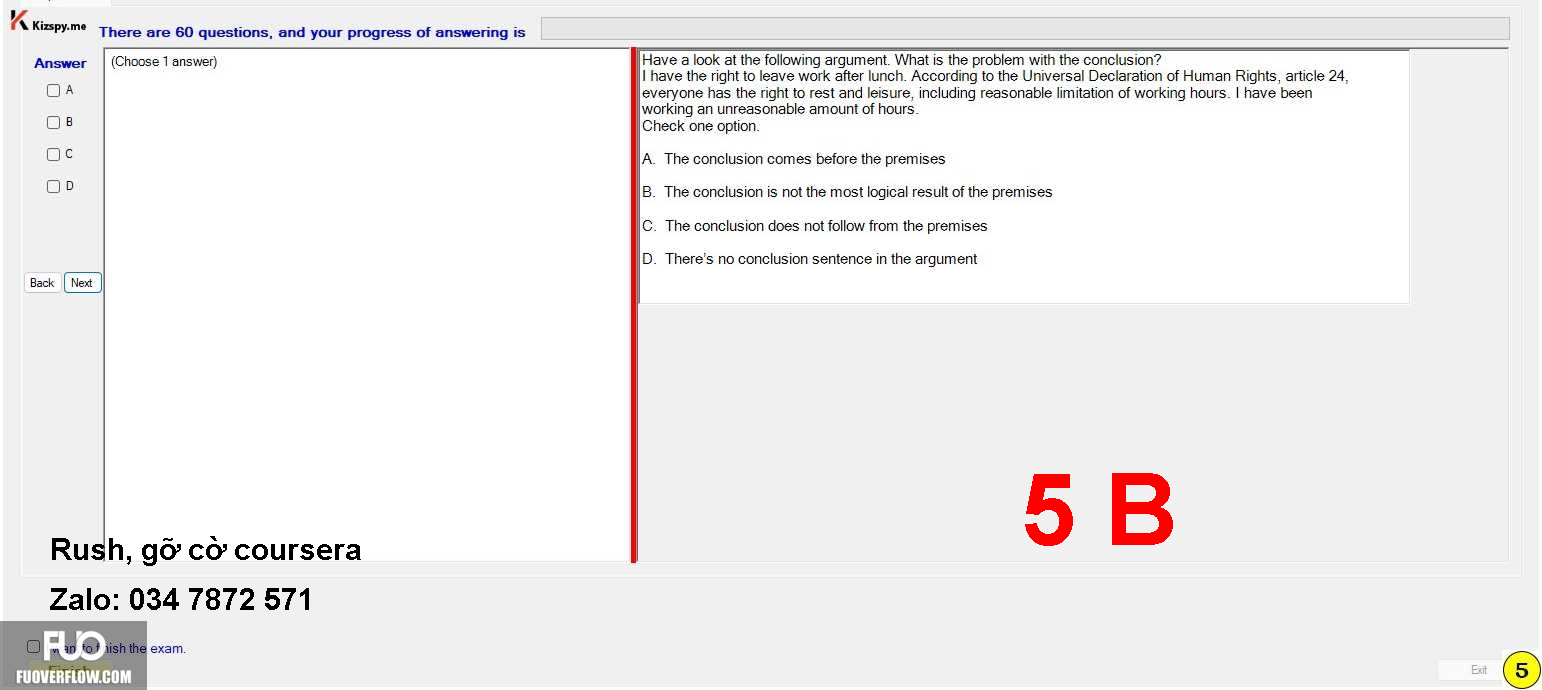 Kizspy.me
There are 60 questions, and your progress of answering is
Answer
(Choose 1 answer)
A
B
C
D
Back
Next
Have a look at the following argument. What is the problem with the conclusion?
I have the right to leave work after lunch. According to the Universal Declaration of Human Rights, article 24,
everyone has the right to rest and leisure, including reasonable limitation of working hours. I have been
working an unreasonable amount of hours.
Check one option.
A. The conclusion comes before the premises
B. The conclusion is not the most logical result of the premises
C. The conclusion does not follow from the premises
D. There's no conclusion sentence in the argument
5 B
Rush, gỡ cờ coursera
Zalo: 034 7872 571
FUO
FUOVERFLOW.COM
to finish the exam.
Finish
Exit
5